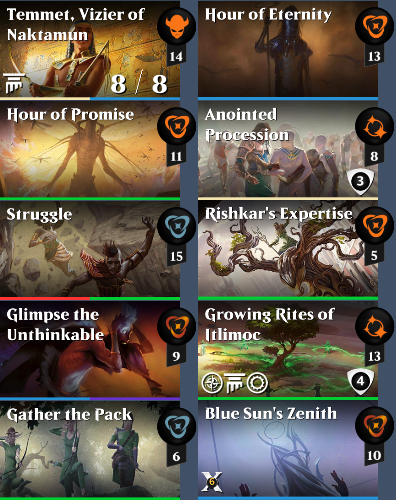 Temmet, Vizier of
Naktamun
14
8 / 8
Hour of Eternity
13
Hour of Promise
11
Anointed
Procession
8
3
Struggle
15
Rishkar's Expertise
5
Glimpse the
Unthinkable
9
Growing Rites of
Itlimoc
13
4
Gather the Pack
6
Blue Sun's Zenith
10
X
6